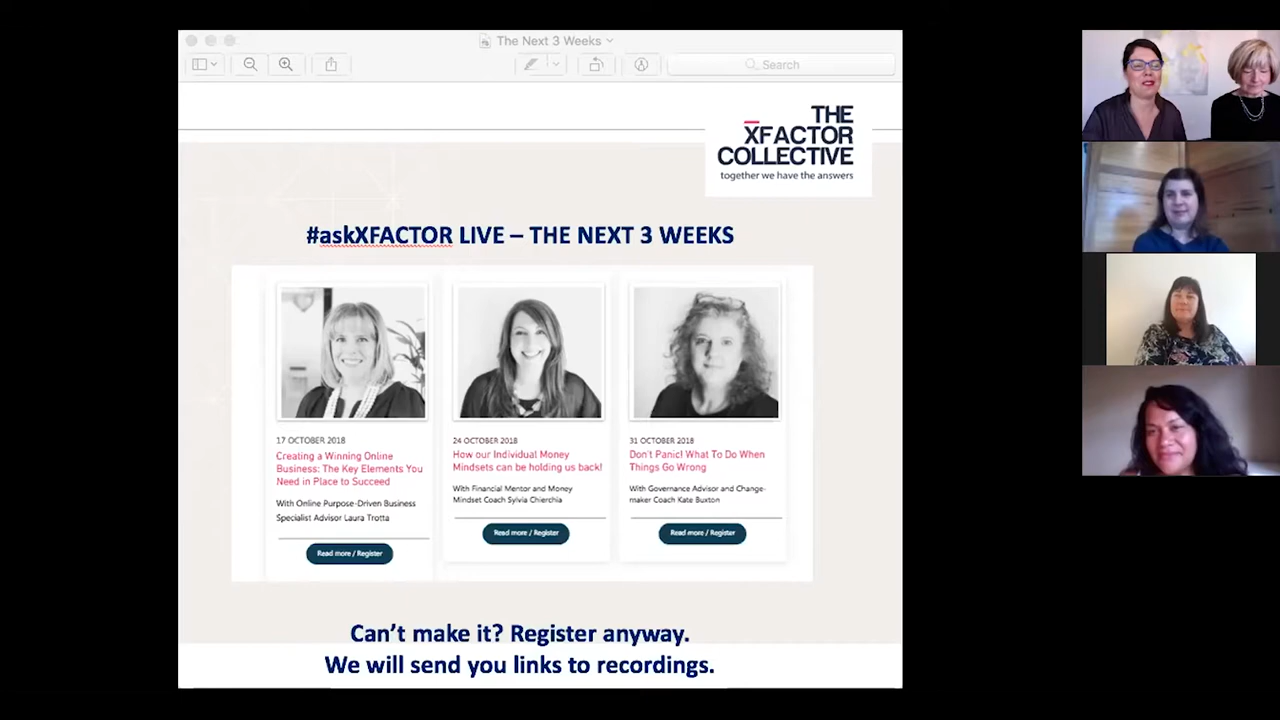 The Next 3 Weeks
Search
THE
XFACTOR
COLLECTIVE
together we have the answers
#askXFACTOR LIVE – THE NEXT 3 WEEKS
17 OCTOBER 2018
Creating a Winning Online
Business: The Key Elements You
Need in Place to Succeed
With Online Purpose-Driven Business
Specialist Advisor Laura Trotta
Read more / Register
24 OCTOBER 2018
How our Individual Money
Mindsets can be holding us back!
With Financial Mentor and Money
Mindset Coach Sylvia Chierchia
Read more / Register
31 OCTOBER 2018
Don't Panic! What To Do When
Things Go Wrong
With Governance Advisor and Change-
maker Coach Kate Buxton
Read more / Register
Can't make it? Register anyway.
We will send you links to recordings.